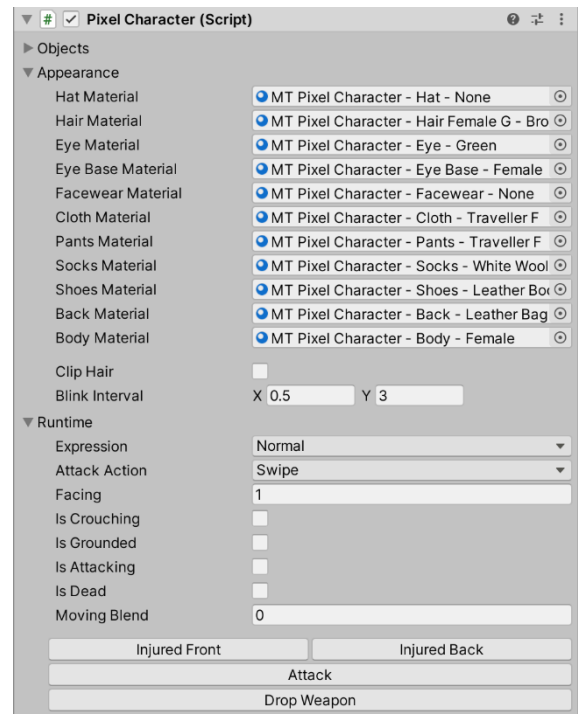 # Pixel Character (Script)
Objects
Appearance
Hat Material MT Pixel Character - Hat - None
Hair Material MT Pixel Character - Hair Female G - Bro
Eye Material MT Pixel Character - Eye - Green
Eye Base Material MT Pixel Character - Eye Base - Female
Facewear Material MT Pixel Character - Facewear - None
Cloth Material MT Pixel Character - Cloth - Traveller F
Pants Material MT Pixel Character - Pants - Traveller F
Socks Material MT Pixel Character - Socks - White Wool
Shoes Material MT Pixel Character - Shoes - Leather Boo
Back Material MT Pixel Character - Back - Leather Bag
Body Material MT Pixel Character - Body - Female
Clip Hair
Blink Interval X 0.5 Y 3
Runtime
Expression Normal
Attack Action Swipe
Facing 1
Is Crouching
Is Grounded
Is Attacking
Is Dead
Moving Blend 0
Injured Front Injured Back
Attack
Drop Weapon